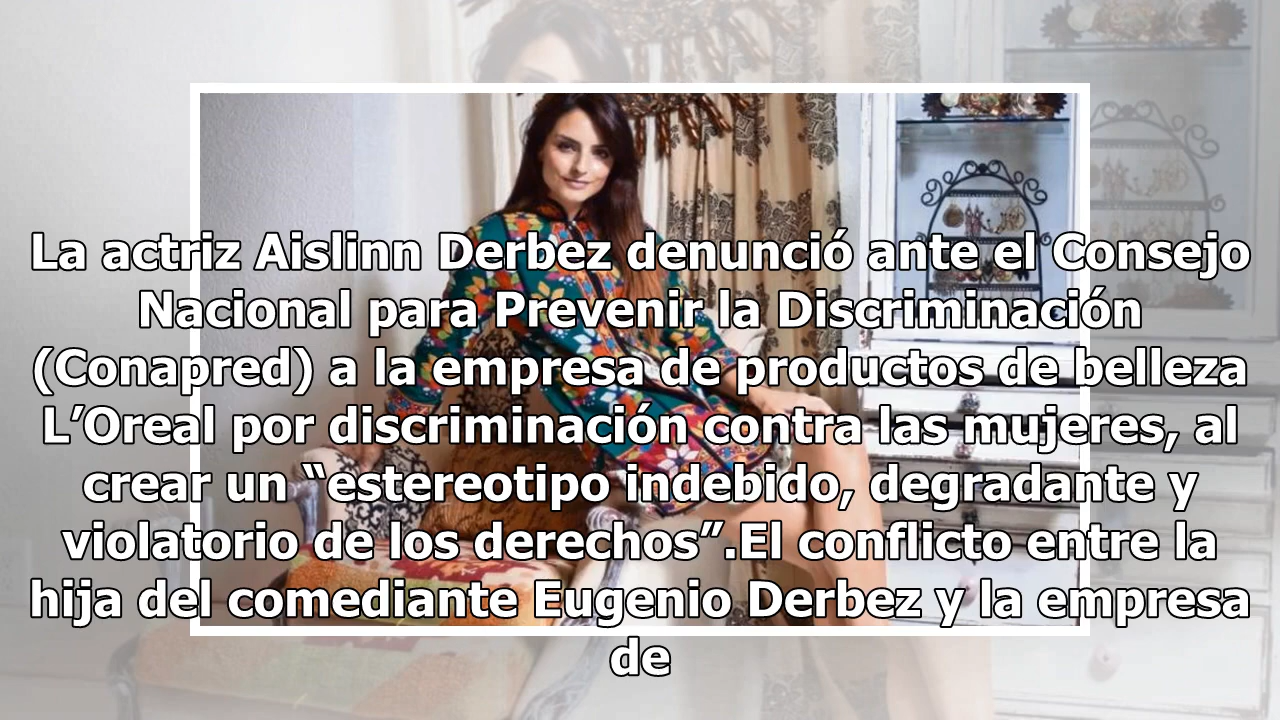 La actriz Aislinn Derbez denunció ante el Consejo
Nacional para Prevenir la Discriminación
(Conapred) a la empresa de productos de belleza
L’Oreal por discriminación contra las mujeres, al
crear un “estereotipo indebido, degradante y
violatorio de los derechos”.El conflicto entre la
hija del comediante Eugenio Derbez y la empresa
de